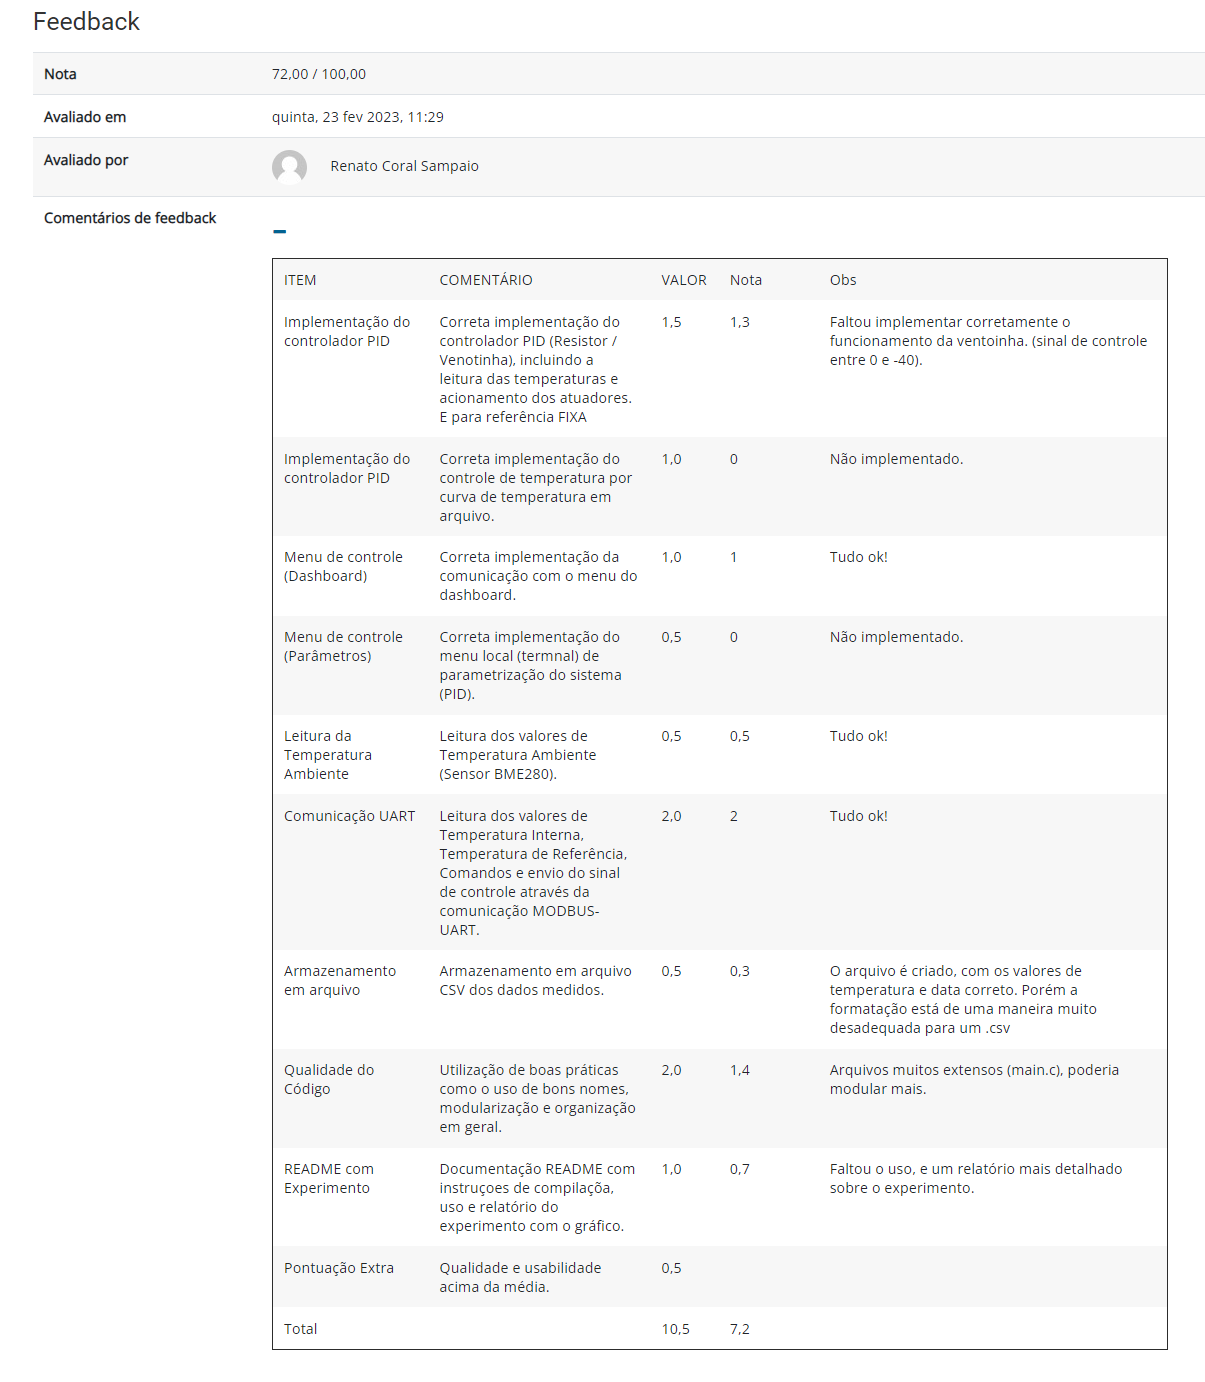 Feedback
Nota 72,00 / 100,00
Avaliado em quinta, 23 fev 2023, 11:29
Avaliado por Renato Coral Sampaio
Comentários de feedback
ITEM COMENTÁRIO VALOR Nota Obs
Implementação do Correta implementação do 1,5 1,3 Faltou implementar corretamente o
controlador PID controlador PID (Resistor / funcionamento da ventoinha. (sinal de controle
Venotinha), incluindo a entre 0 e -40).
leitura das temperaturas e
acionamento dos atuadores.
E para referência FIXA
Implementação do Correta implementação do 1,0 0 Não implementado.
controlador PID controle de temperatura por
curva de temperatura em
arquivo.
Menu de controle Correta implementação da 1,0 1 Tudo ok!
(Dashboard) comunicação com o menu do
dashboard.
Menu de controle Correta implementação do 0,5 0 Não implementado.
(Parâmetros) menu local (termnal) de
parametrização do sistema
(PID).
Leitura da Leitura dos valores de 0,5 0,5 Tudo ok!
Temperatura Temperatura Ambiente
Ambiente (Sensor BME280).
Comunicação UART Leitura dos valores de 2,0 2 Tudo ok!
Temperatura Interna,
Temperatura de Referência,
Comandos e envio do sinal
de controle através da
comunicação MODBUS-
UART.
Armazenamento Armazenamento em arquivo 0,5 0,3 O arquivo é criado, com os valores de
em arquivo CSV dos dados medidos. temperatura e data correto. Porém a
formatação está de uma maneira muito
desadequada para um .csv
Qualidade do Utilização de boas práticas 2,0 1,4 Arquivos muitos extensos (main.c), poderia
Código como o uso de bons nomes, modular mais.
modularização e organização
em geral.
README com Documentação README com 1,0 0,7 Faltou o uso, e um relatório mais detalhado
Experimento instruçoes de compilaçõa, sobre o experimento.
uso e relatório do
experimento com o gráfico.
Pontuação Extra Qualidade e usabilidade 0,5
acima da média.
Total 10,5 7,2